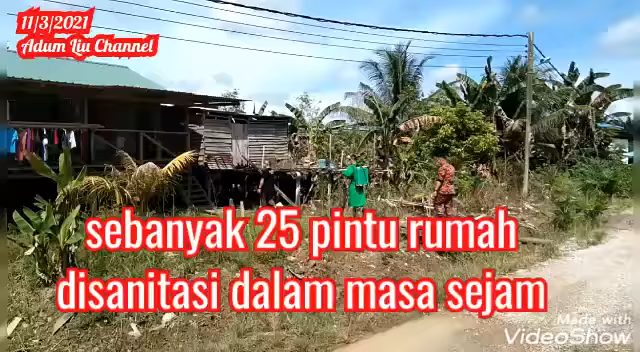 11/3/2021
Adum Liu Channel
sebanyak 25 pintu rumah
disanitasi dalam masa sejam
Made with
VideoShow